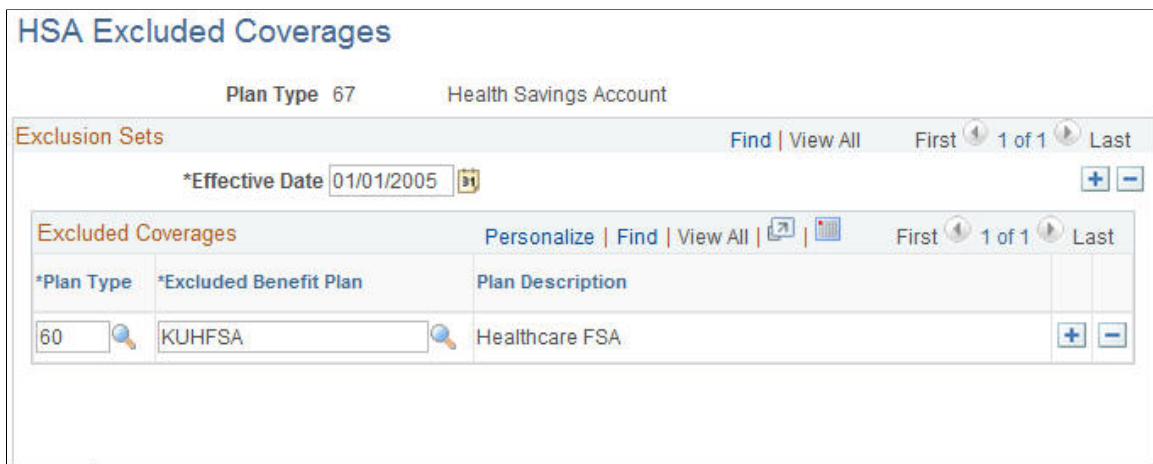 HSA Excluded Coverages
Plan Type 67 Health Savings Account
Exclusion Sets Find | View All First 1 of 1 Last
*Effective Date 01/01/2005 31
Excluded Coverages Personalize | Find | View All | | First 1 of 1 Last
*Plan Type *Excluded Benefit Plan Plan Description
60 KUHFSA Healthcare FSA